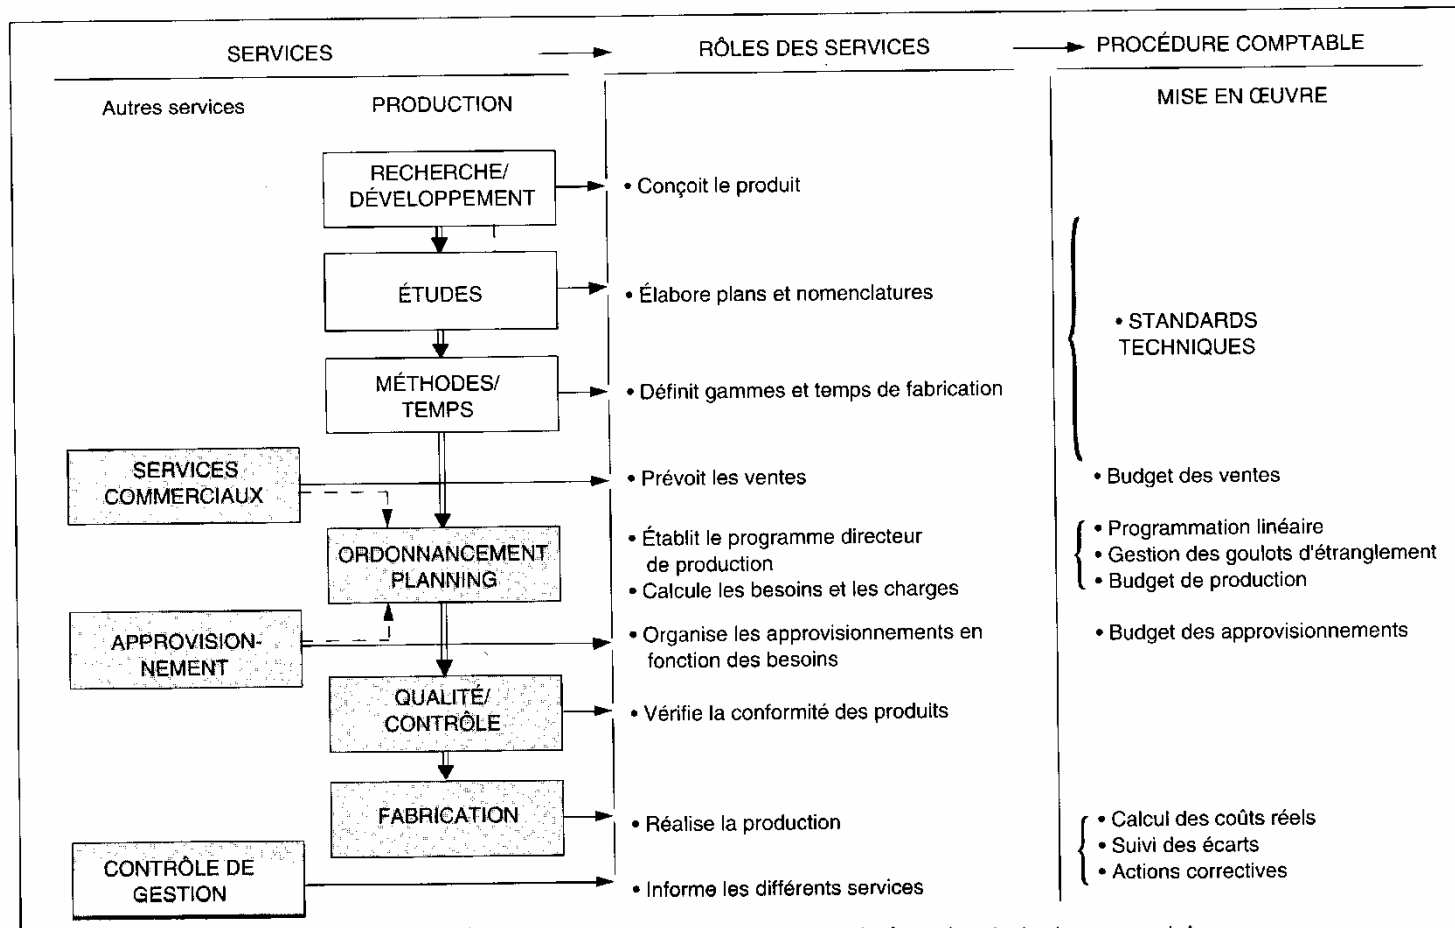 SERVICES
RÔLES DES SERVICES
PROCÉDURE COMPTABLE
Autres services
PRODUCTION
MISE EN ŒUVRE
RECHERCHE/
DÉVELOPPEMENT
• Conçoit le produit
ÉTUDES
• Élabore plans et nomenclatures
• STANDARDS
TECHNIQUES
MÉTHODES/
TEMPS
• Définit gammes et temps de fabrication
SERVICES
COMMERCIAUX
• Prévoit les ventes
• Budget des ventes
ORDONNANCEMENT
PLANNING
• Établit le programme directeur
de production
• Calcule les besoins et les charges
• Programmation linéaire
• Gestion des goulots d'étranglement
• Budget de production
APPROVISION-
NEMENT
• Organise les approvisionnements en
fonction des besoins
• Budget des approvisionnements
QUALITÉ/
CONTRÔLE
• Vérifie la conformité des produits
FABRICATION
• Réalise la production
• Calcul des coûts réels
• Suivi des écarts
• Actions correctives
CONTRÔLE DE
GESTION
• Informe les différents services